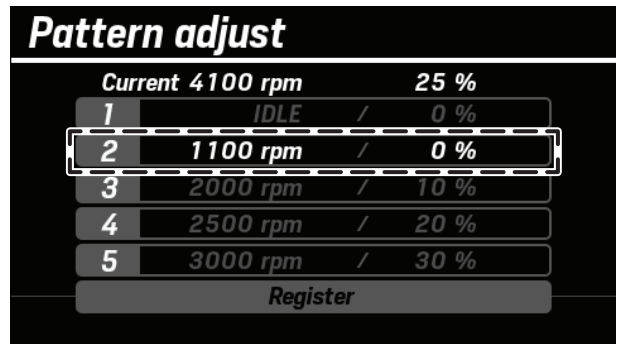 Pattern adjust
Current 4100 rpm 25 %
1 IDLE / 0 %
2 1100 rpm / 0 %
3 2000 rpm / 10 %
4 2500 rpm / 20 %
5 3000 rpm / 30 %
Register